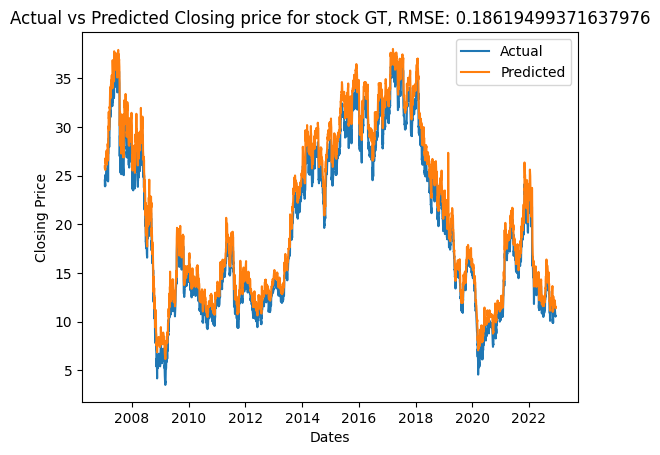 Actual vs Predicted Closing price for stock GT, RMSE: 0.18619499371637976
Actual
Predicted
35
30
25
20
15
10
5
Closing Price
2008 2010 2012 2014 2016 2018 2020 2022
Dates